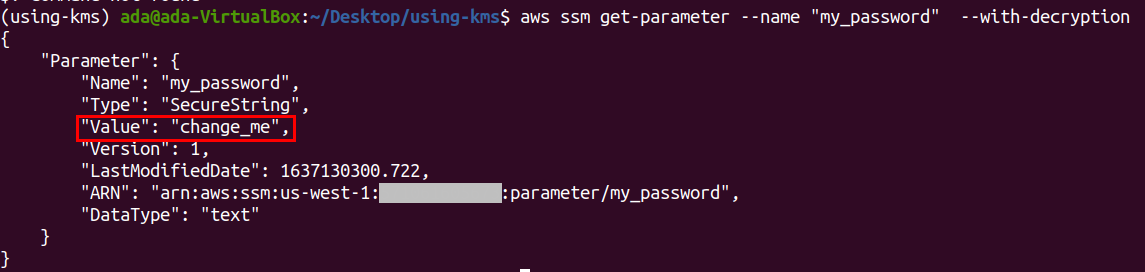 (using-kms) ada@ada-VirtualBox:~/Desktop/using-kms$ aws ssm get-parameter --name "my_password"  --with-decryption
{
    "Parameter": {
        "Name": "my_password",
        "Type": "SecureString",
        "Value": "change_me",
        "Version": 1,
        "LastModifiedDate": 1637130300.722,
        "ARN": "arn:aws:ssm:us-west-1::parameter/my_password",
        "DataType": "text"
    }
}